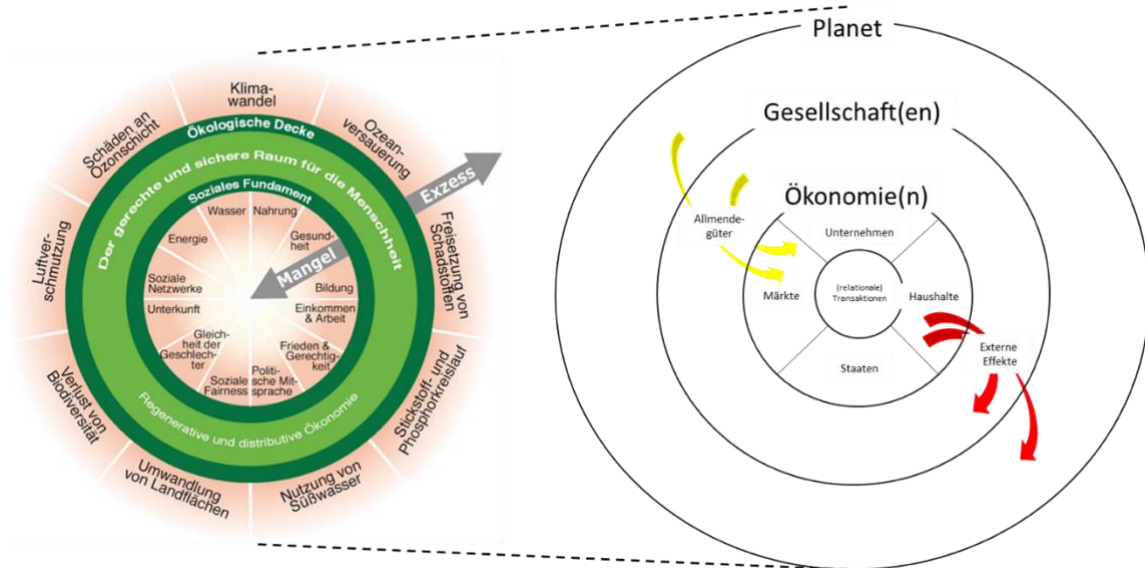 Klima-
wandel
Ozean-
versauerung
Freisetzung von
Schadstoffen
Stickstoff- und
Phosphorkreislauf
Nutzung von
Süßwasser
Umwandlung
von Landflächen
Verlust von
Biodiversität
Luftver-
schmutzung
Schäden an
Ozonschicht
Ökologische Decke
Der gerechte und sichere Raum für die Menschheit
Soziales Fundament
Wasser
Nahrung
Gesund-
heit
Bildung
Einkommen
& Arbeit
Frieden &
Gerechtig-
keit
Politi-
sche Mit-
sprache
Soziale
Fairness
Gleich-
heit der
Geschlech-
ter
Unterkunft
Soziale
Netzwerke
Energie
Mangel
Exzess
Regenerative und distributive Ökonomie
Planet
Gesellschaft(en)
Ökonomie(n)
Allmende-
güter
Unternehmen
Märkte
(relationale)
Transaktionen
Haushalte
Staaten
Externe
Effekte